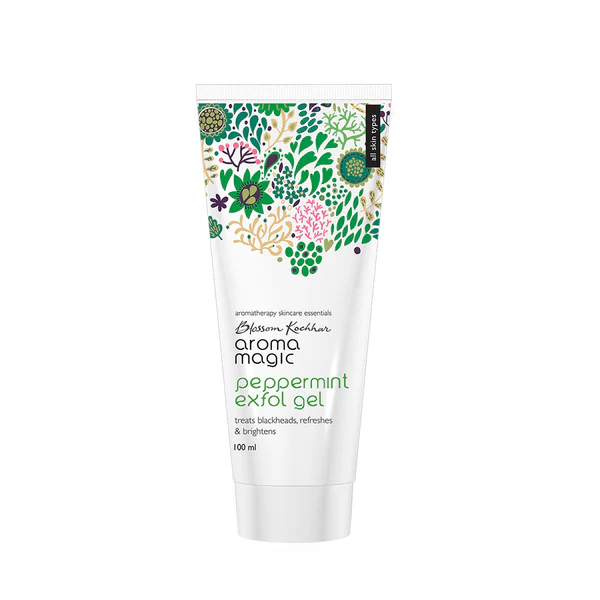 all skin types
aromatherapy skincare essentials
Blossom Kochhar
aroma
magic
peppermint
exfol gel
treats blackheads, refreshes
& brightens
100 ml